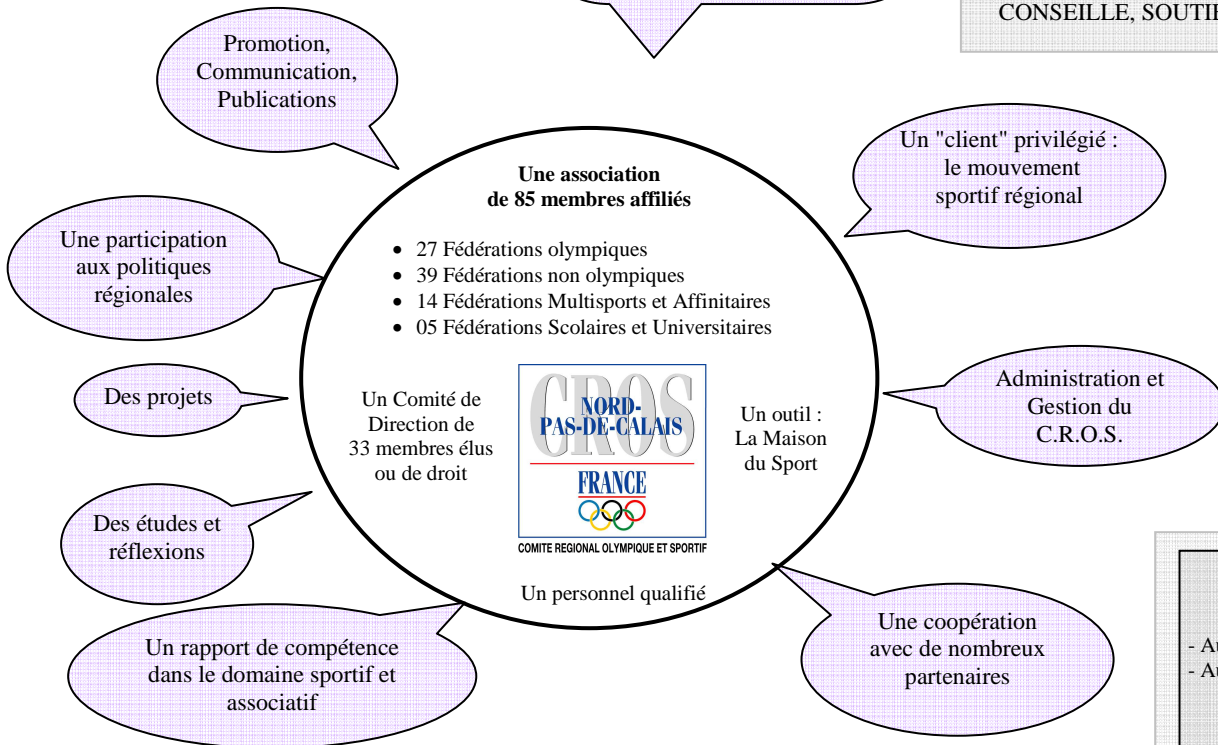 CONSEILLE,
Promotion,
Communication,
Publications
Un "client" privilégié :
le mouvement
sportif régional
Une association
de 85 membres affiliés
Une participation
aux politiques
régionales
• 27 Fédérations olympiques
• 39 Fédérations non olympiques
• 14 Fédérations Multisports et Affinitaires
• 05 Fédérations Scolaires et Universitaires
Des projets
Un Comité de
Direction de
33 membres élus
ou de droit
CROS
NORD-
PAS-DE-CALAIS
FRANCE
COMITE REGIONAL OLYMPIQUE ET SPORTIF
Un outil :
La Maison
du Sport
Administration et
Gestion du
C.R.O.S.
Des études et
réflexions
Un personnel qualifié
Un rapport de compétence
dans le domaine sportif et
associatif
Une coopération
avec de nombreux
partenaires